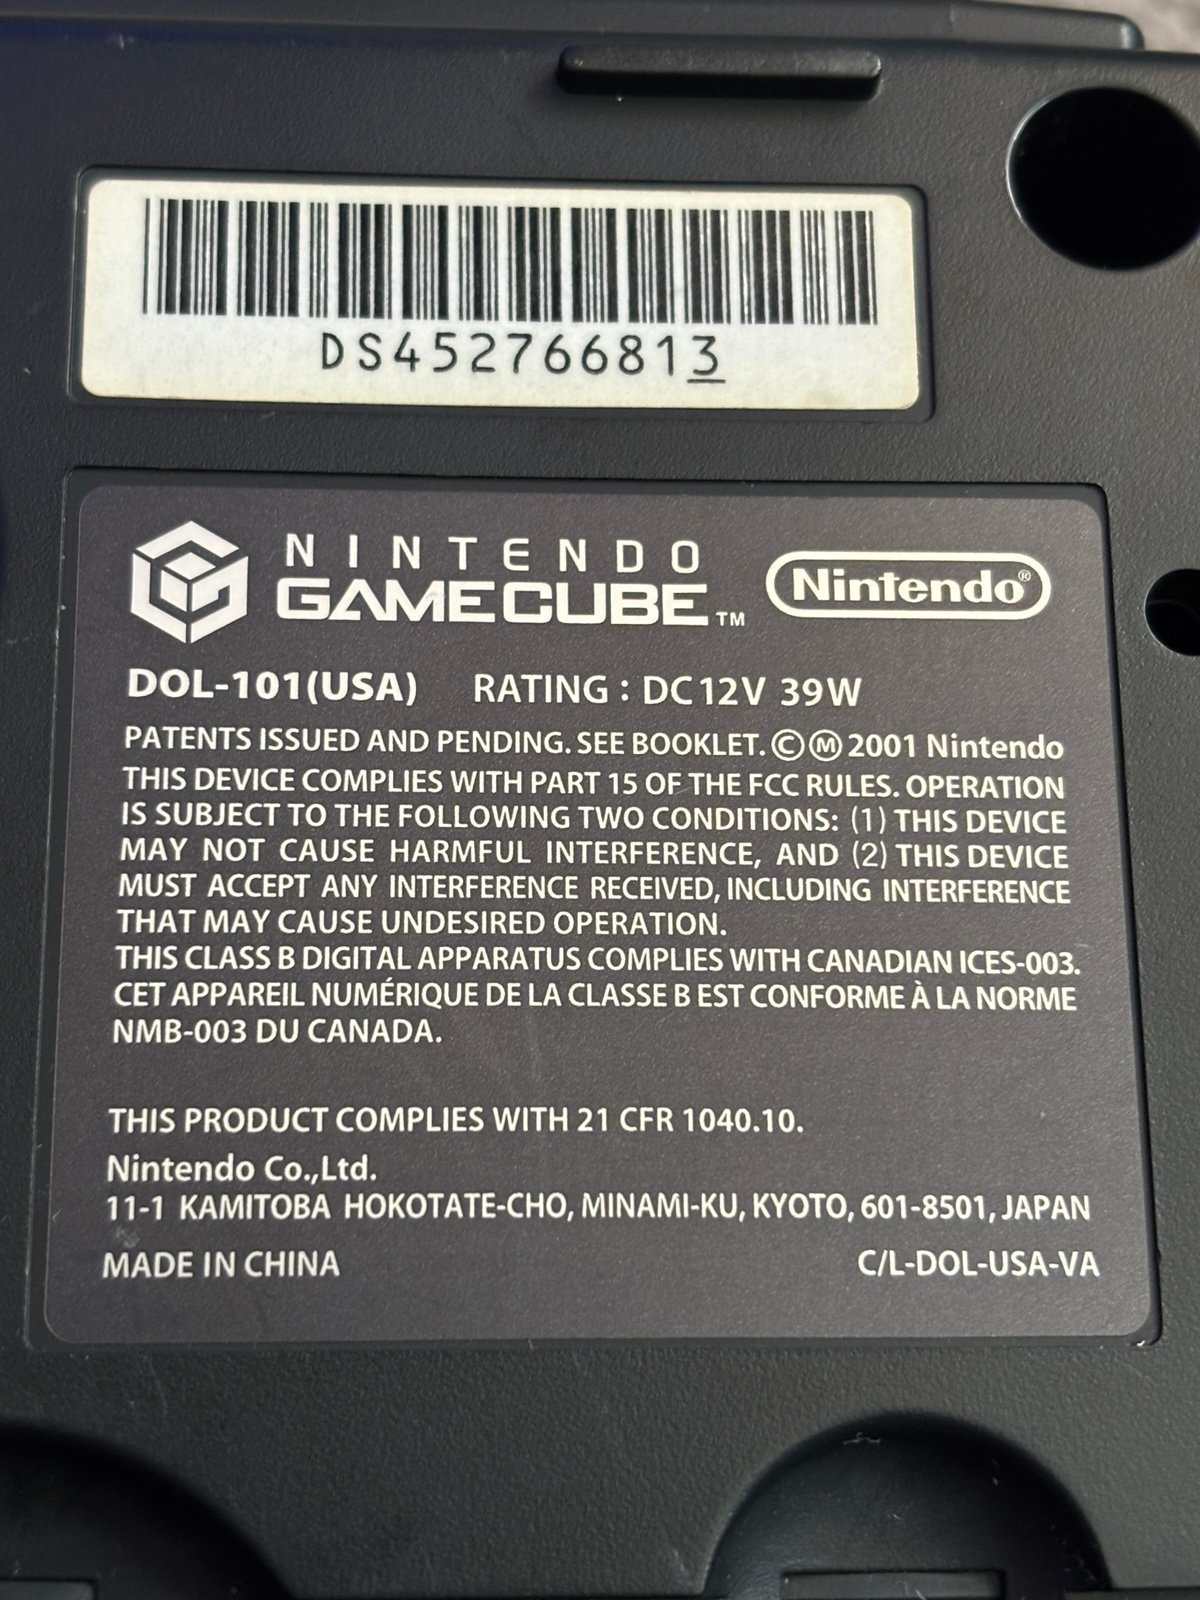 DS452766813
NINTENDO
GAMECUBE™
Nintendo®
DOL-101(USA) RATING : DC12V 39W
PATENTS ISSUED AND PENDING. SEE BOOKLET. ©Ⓜ 2001 Nintendo
THIS DEVICE COMPLIES WITH PART 15 OF THE FCC RULES. OPERATION
IS SUBJECT TO THE FOLLOWING TWO CONDITIONS: (1) THIS DEVICE
MAY NOT CAUSE HARMFUL INTERFERENCE, AND (2) THIS DEVICE
MUST ACCEPT ANY INTERFERENCE RECEIVED, INCLUDING INTERFERENCE
THAT MAY CAUSE UNDESIRED OPERATION.
THIS CLASS B DIGITAL APPARATUS COMPLIES WITH CANADIAN ICES-003.
CET APPAREIL NUMÉRIQUE DE LA CLASSE B EST CONFORME À LA NORME
NMB-003 DU CANADA.
THIS PRODUCT COMPLIES WITH 21 CFR 1040.10.
Nintendo Co.,Ltd.
11-1 KAMITOBA HOKOTATE-CHO, MINAMI-KU, KYOTO, 601-8501, JAPAN
MADE IN CHINA C/L-DOL-USA-VA